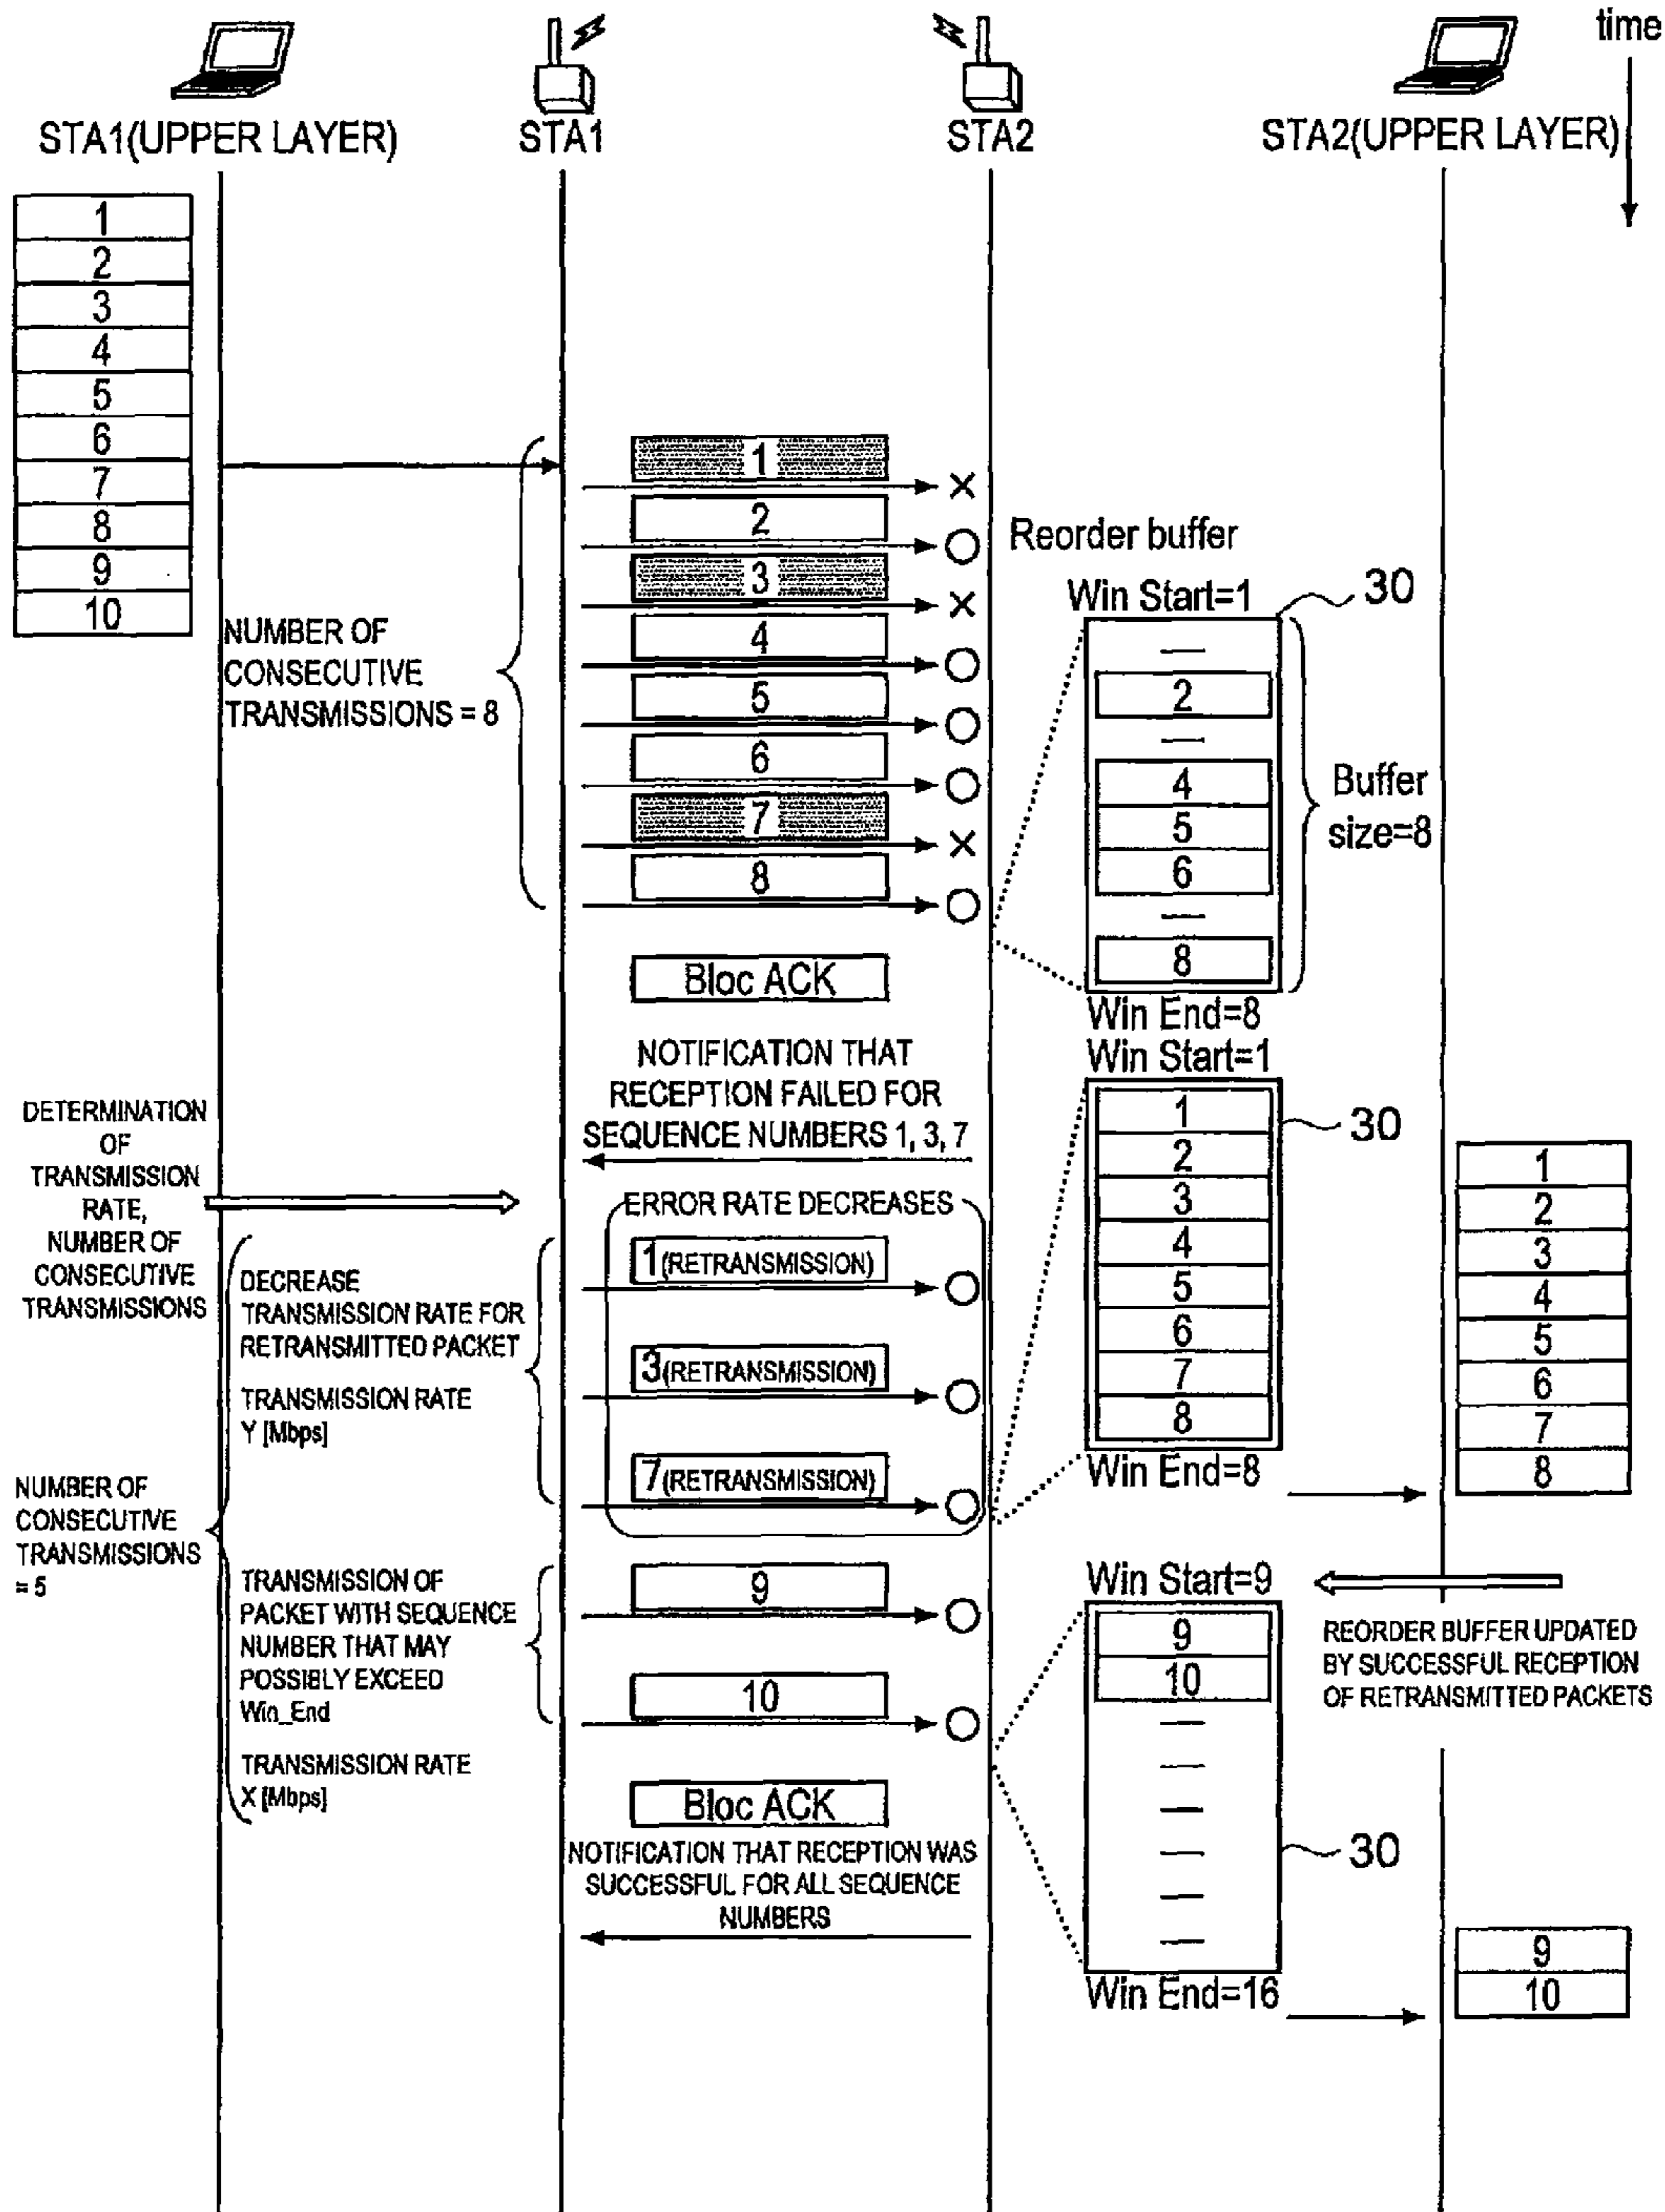 time
STA1(UPPER LAYER)
STA1
STA2
STA2(UPPER LAYER)
1
2
3
4
5
6
7
8
9
10
NUMBER OF
CONSECUTIVE
TRANSMISSIONS = 8
1
2
3
4
5
6
7
8
Bloc ACK
Reorder buffer
Win Start=1
30
2
4
5
6
8
Buffer
size=8
Win End=8
NOTIFICATION THAT
RECEPTION FAILED FOR
SEQUENCE NUMBERS 1, 3, 7
Win Start=1
30
1
2
3
4
5
6
7
8
Win End=8
1
2
3
4
5
6
7
8
DETERMINATION
OF
TRANSMISSION
RATE,
NUMBER OF
CONSECUTIVE
TRANSMISSIONS
ERROR RATE DECREASES
DECREASE
TRANSMISSION RATE FOR
RETRANSMITTED PACKET
TRANSMISSION RATE
Y [Mbps]
1(RETRANSMISSION)
3(RETRANSMISSION)
7(RETRANSMISSION)
NUMBER OF
CONSECUTIVE
TRANSMISSIONS
= 5
TRANSMISSION OF
PACKET WITH SEQUENCE
NUMBER THAT MAY
POSSIBLY EXCEED
Win_End
TRANSMISSION RATE
X [Mbps]
9
10
Bloc ACK
NOTIFICATION THAT RECEPTION WAS
SUCCESSFUL FOR ALL SEQUENCE
NUMBERS
Win Start=9
9
10
30
Win End=16
REORDER BUFFER UPDATED
BY SUCCESSFUL RECEPTION
OF RETRANSMITTED PACKETS
9
10